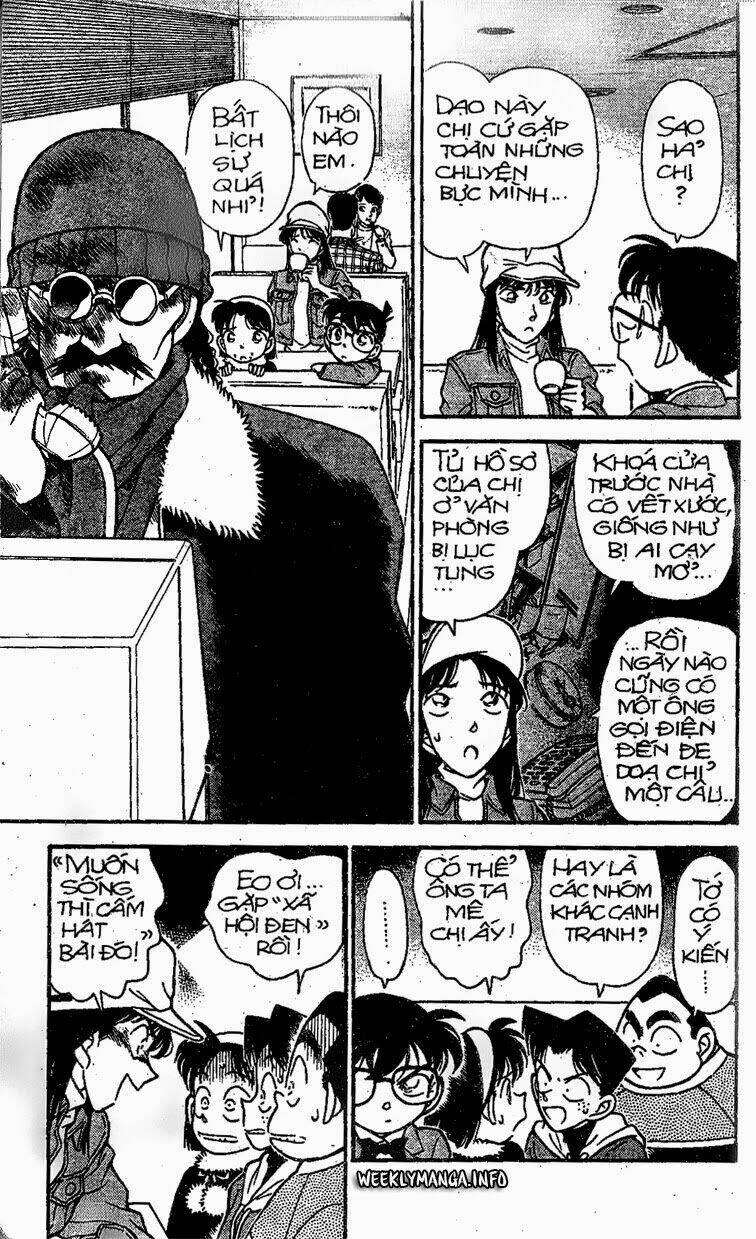 SAO
HẢ
CHỊ
?
DẠO NÀY
CHỊ CỨ GẶP
TOÀN NHỮNG
CHUYỆN
BỰC MÌNH...
THÔI
NÀO
EM.
BẤT
LỊCH
SỰ
QUÁ
NHỈ!
KHOÁ CỬA
TRƯỚC NHÀ
CÓ VẾT XƯỚC,
GIỐNG NHƯ
BỊ AI CẠY
MỞ...
TỦ HỒ SƠ
CỦA CHỊ
Ở VĂN
PHÒNG
BỊ LỤC
TUNG
...
...RỒI
NGÀY NÀO
CŨNG CÓ
MỘT ÔNG
GỌI ĐIỆN
ĐẾN ĐE
DOẠ CHỈ
MỘT CÂU...
TỚ
CÓ
Ý
KIẾN
....
HAY LÀ
CÁC NHÓM
KHÁC CẠNH
TRANH?
CÓ THỂ
ÔNG TA
MÊ
CHỊ ẤY!
......
EO ƠI...
GẶP "XÃ
HỘI ĐEN"
RỒI!
"MUỐN
SỐNG
THÌ CẤM
HÁT
BÀI ĐÓ!"
WEEKLYMANGA.INFO